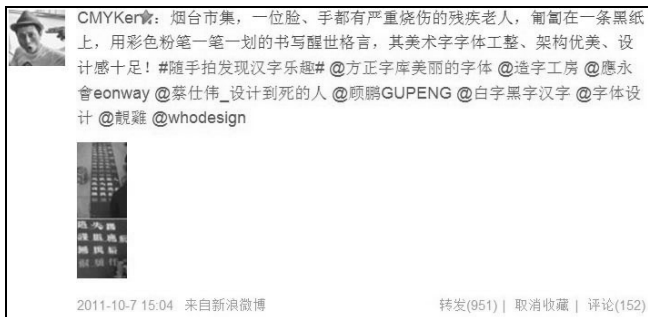 CMYKer☆：烟台市集，一位脸、手都有严重烧伤的残疾老人，匍匐在一条黑纸
上，用彩色粉笔一笔一划的书写醒世格言，其美术字字体工整、架构优美、设
计感十足！#随手拍发现汉字乐趣# @方正字库美丽的字体 @造字工房 @應永
會eonway @蔡仕伟_设计到死的人 @顾鹏GUPENG @白字黑字汉字 @字体设
计 @靚雞 @whodesign
2011-10-7 15:04 来自新浪微博
转发(951) | 取消收藏 | 评论(152)